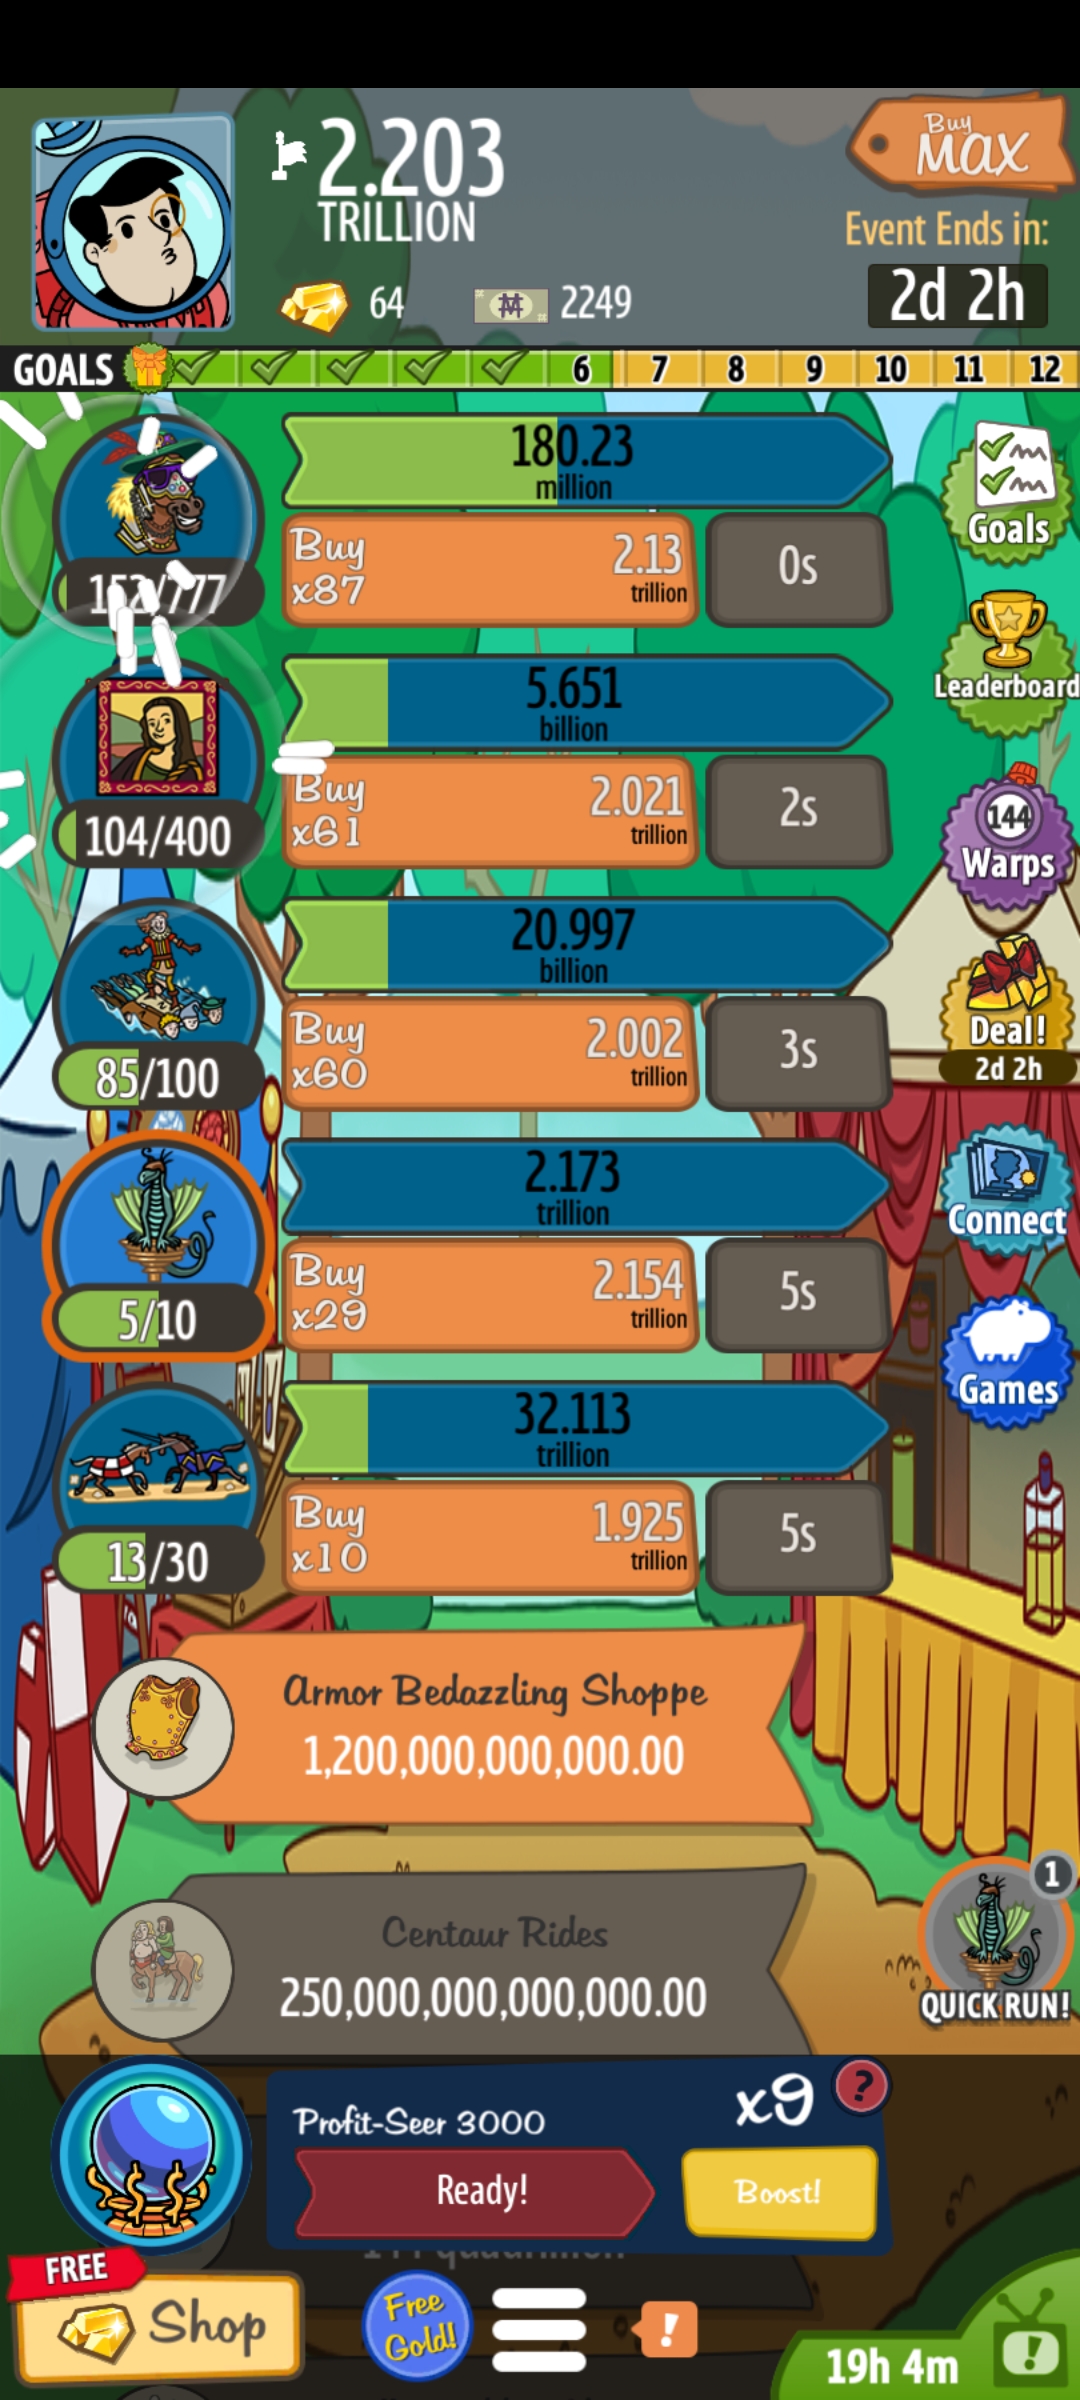 2.203
TRILLION
Buy
MAX
Event Ends in:
2d 2h
64
2249
GOALS
6 7 8 9 10 11 12
180.23
million
Buy
x87
2.13
trillion
0s
152/777
Goals
5.651
billion
Buy
x61
2.021
trillion
2s
104/400
Leaderboard
20.997
billion
Buy
x60
2.002
trillion
3s
85/100
144
Warps
Deal!
2d 2h
2.173
trillion
Buy
x29
2.154
trillion
5s
5/10
Connect
Games
32.113
trillion
Buy
x10
1.925
trillion
5s
13/30
Armor Bedazzling Shoppe
1,200,000,000,000.00
Centaur Rides
250,000,000,000,000.00
1
QUICK RUN!
Profit-Seer 3000
x9
?
Ready!
Boost!
FREE
Shop
Free
Gold!
!
19h 4m
!